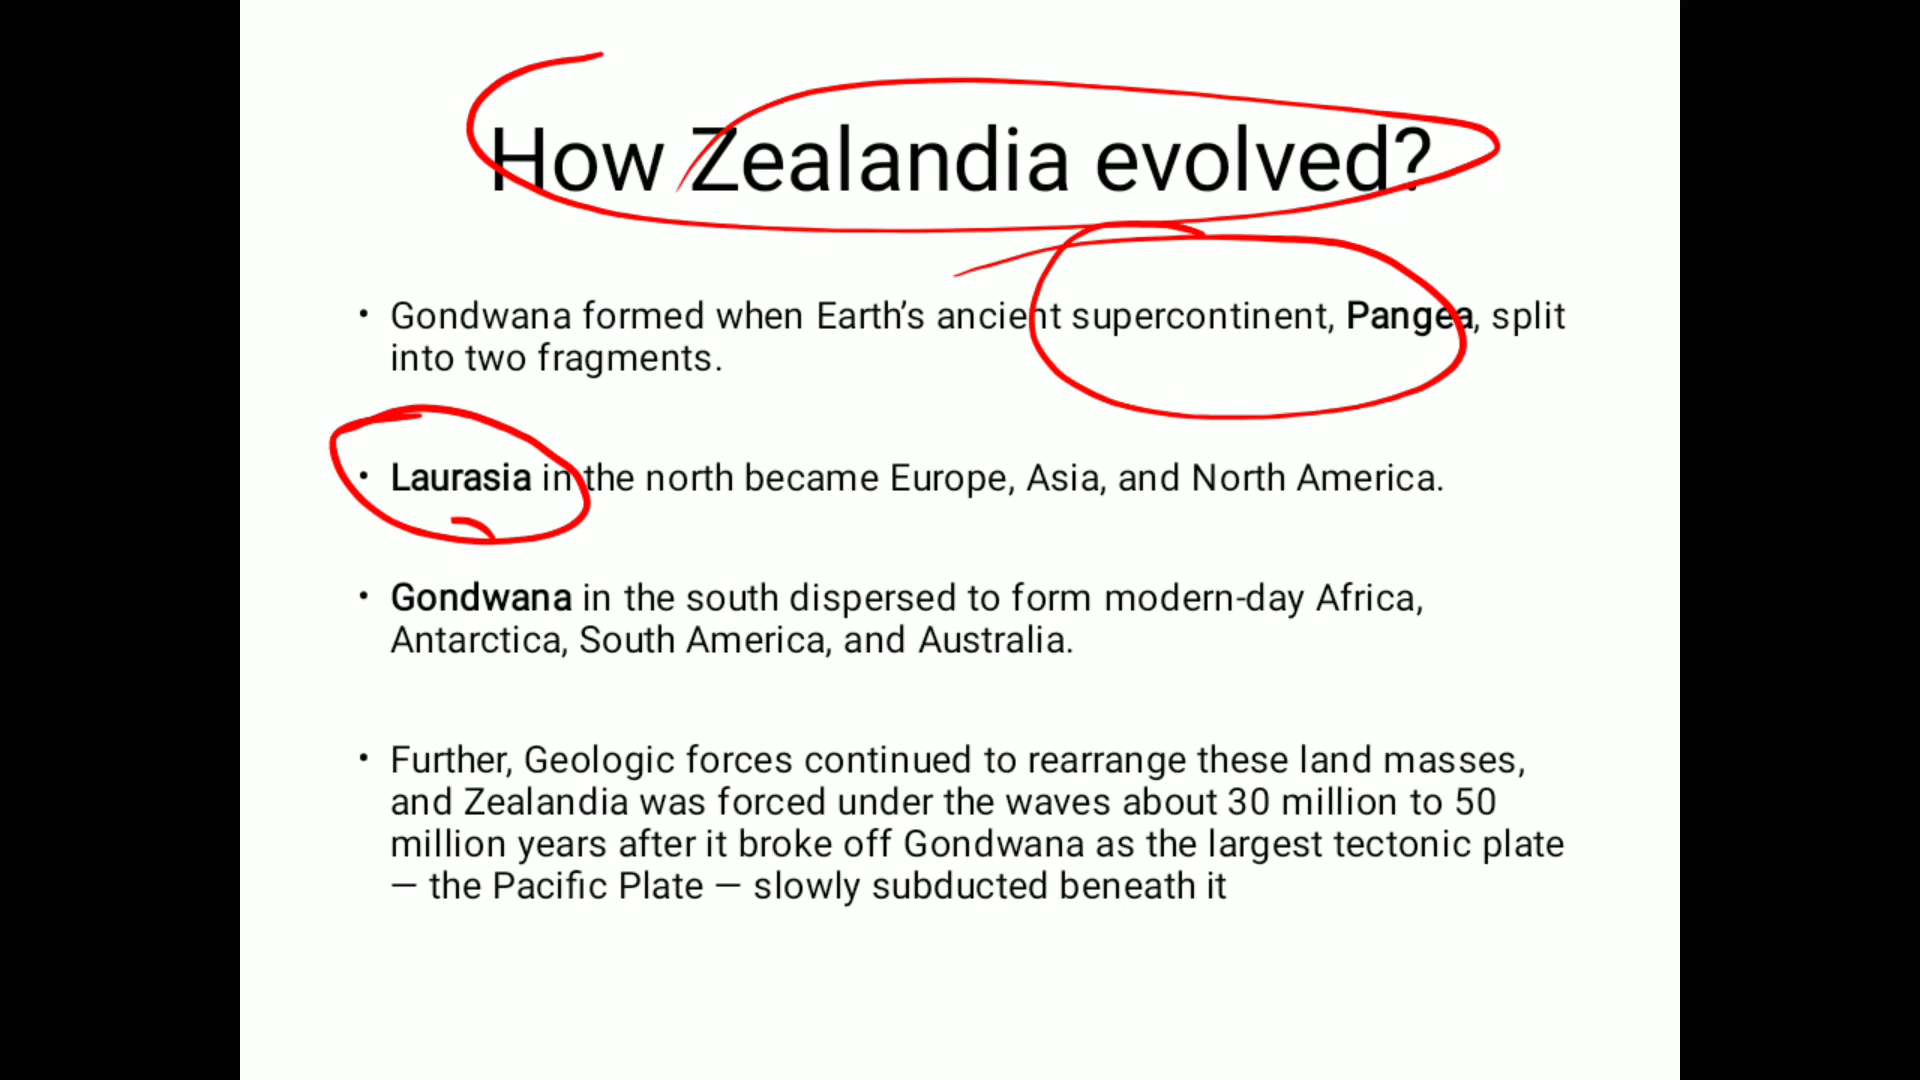 How Zealandia evolved?
• Gondwana formed when Earth’s ancient supercontinent, Pangea, split
into two fragments.
• Laurasia in the north became Europe, Asia, and North America.
• Gondwana in the south dispersed to form modern-day Africa,
Antarctica, South America, and Australia.
• Further, Geologic forces continued to rearrange these land masses,
and Zealandia was forced under the waves about 30 million to 50
million years after it broke off Gondwana as the largest tectonic plate
— the Pacific Plate — slowly subducted beneath it